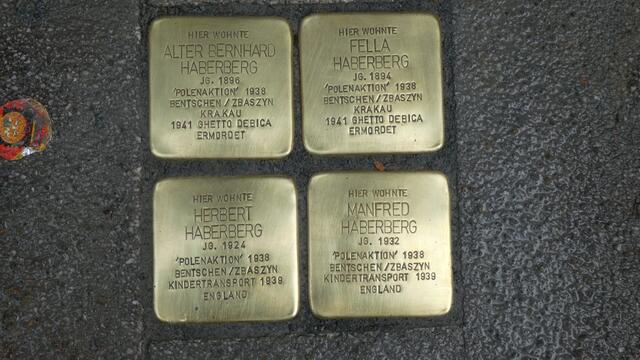 HIER WOHNTE
ALTER BERNHARD
HABERBERG
JG. 1896
'POLENAKTION' 1938
BENTSCHEN/ZBASZYN
KRAKAU
1941 GHETTO DEBICA
ERMORDET
HIER WOHNTE
FELLA
HABERBERG
JG. 1894
'POLENAKTION' 1938
BENTSCHEN/ZBASZYN
KRAKAU
1941 GHETTO DEBICA
ERMORDET
HIER WOHNTE
HERBERT
HABERBERG
JG. 1924
'POLENAKTION' 1938
BENTSCHEN/ZBASZYN
KINDERTRANSPORT 1939
ENGLAND
HIER WOHNTE
MANFRED
HABERBERG
JG. 1932
'POLENAKTION' 1938
BENTSCHEN/ZBASZYN
KINDERTRANSPORT 1939
ENGLAND